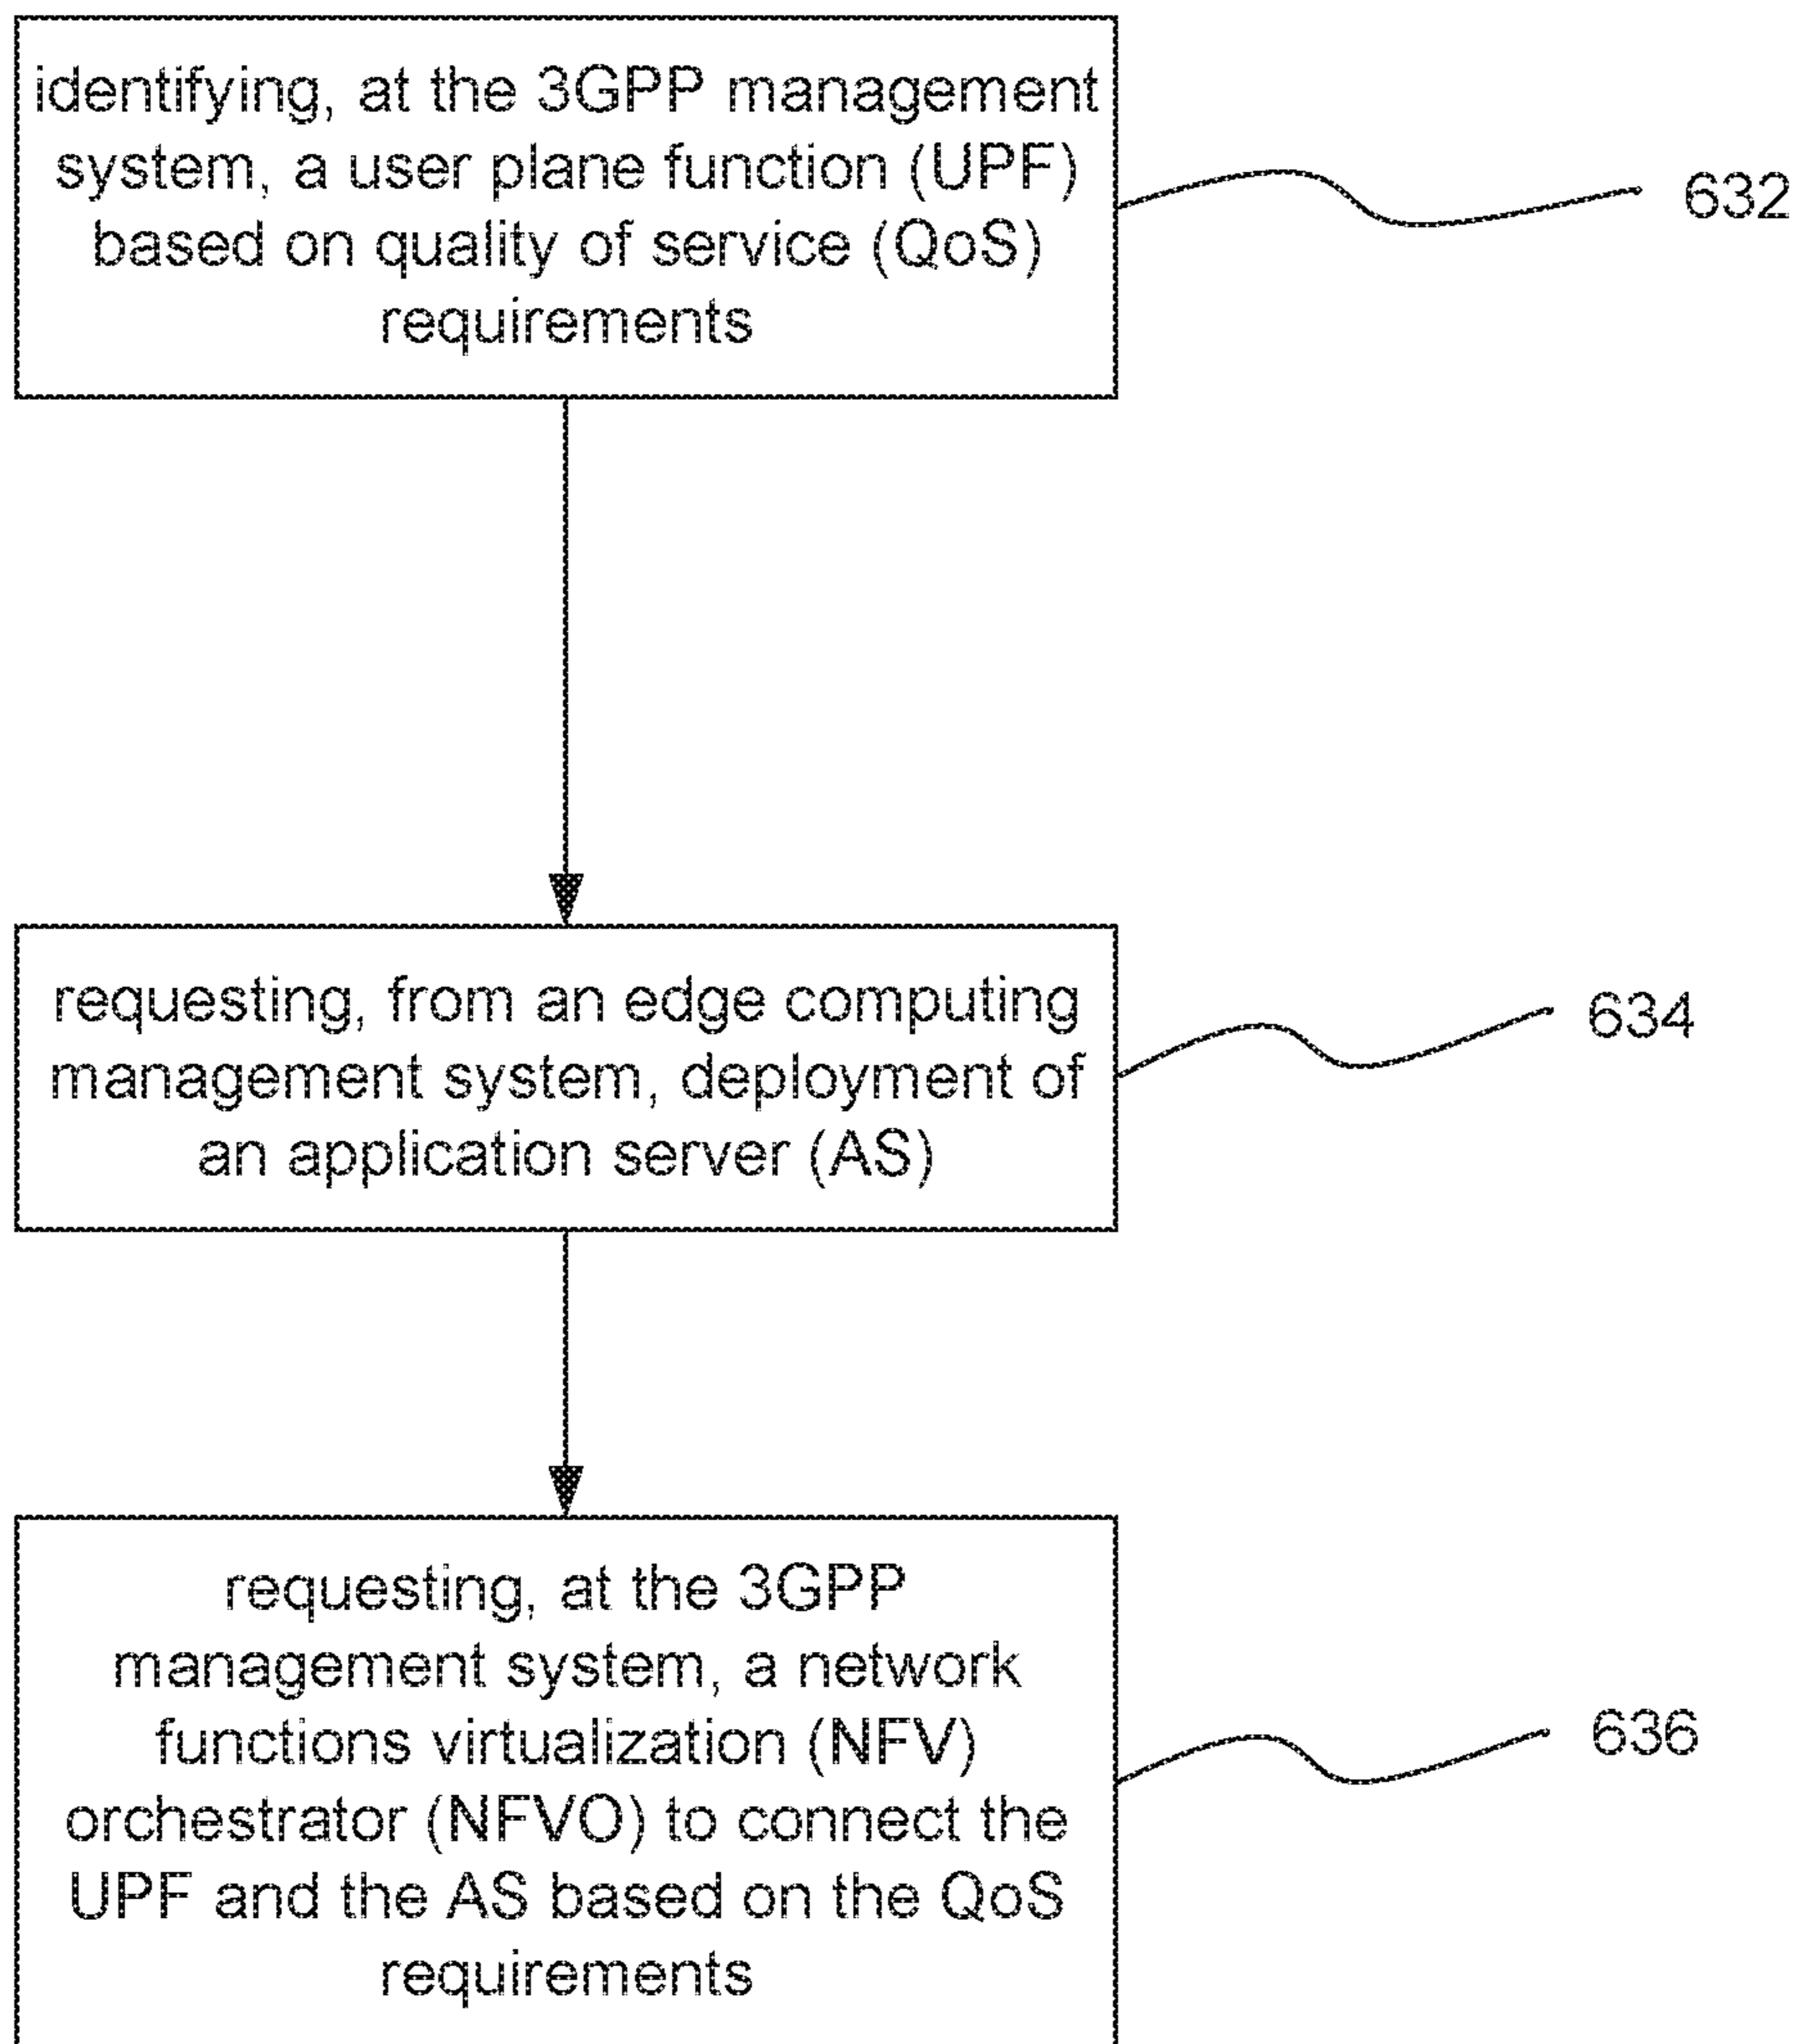 identifying, at the 3GPP management
system, a user plane function (UPF)
based on quality of service (QoS)
requirements
632
requesting, from an edge computing
management system, deployment of
an application server (AS)
634
requesting, at the 3GPP
management system, a network
functions virtualization (NFV)
orchestrator (NFVO) to connect the
UPF and the AS based on the QoS
requirements
636